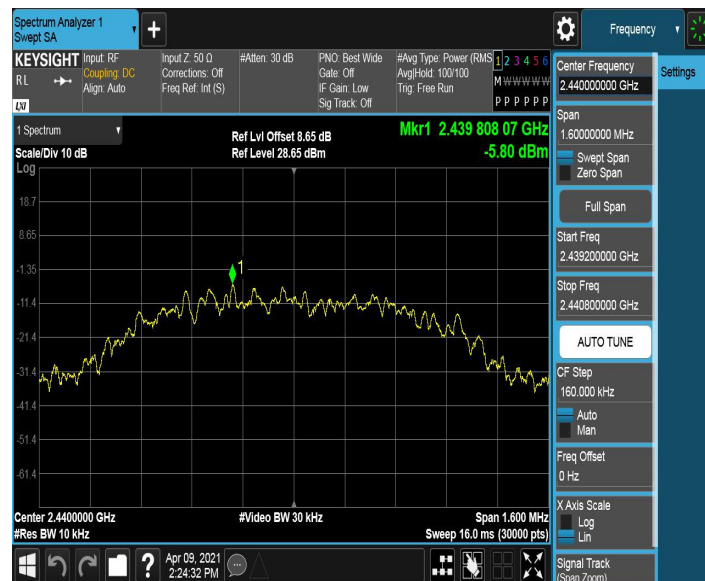 Spectrum Analyzer 1
Swept SA
+
Frequency
KEYSIGHT
Input: RF
Input Z: 50 Ω
#Atten: 30 dB
PNO: Best Wide
#Avg Type: Power (RMS
1 2 3 4 5 6
RL
Coupling: DC
Corrections: Off
Gate: Off
Avg|Hold: 100/100
M W W W W W
Align: Auto
Freq Ref: Int (S)
IF Gain: Low
Trig: Free Run
Sig Track: Off
P P P P P P
LXI
Center Frequency
2.440000000 GHz
Settings
Span
1.60000000 MHz
Swept Span
Zero Span
Full Span
Start Freq
2.439200000 GHz
Stop Freq
2.440800000 GHz
AUTO TUNE
CF Step
160.000 kHz
Auto
Man
Freq Offset
0 Hz
X Axis Scale
Log
Lin
Signal Track
(Span Zoom)
1 Spectrum
Ref Lvl Offset 8.65 dB
Mkr1 2.439 808 07 GHz
Scale/Div 10 dB
Ref Level 28.65 dBm
-5.80 dBm
Log
18.7
8.65
-1.35
1
-11.4
-21.4
-31.4
-41.4
-51.4
-61.4
Center 2.4400000 GHz
#Video BW 30 kHz
Span 1.600 MHz
#Res BW 10 kHz
Sweep 16.0 ms (30000 pts)
?
Apr 09, 2021
2:24:32 PM